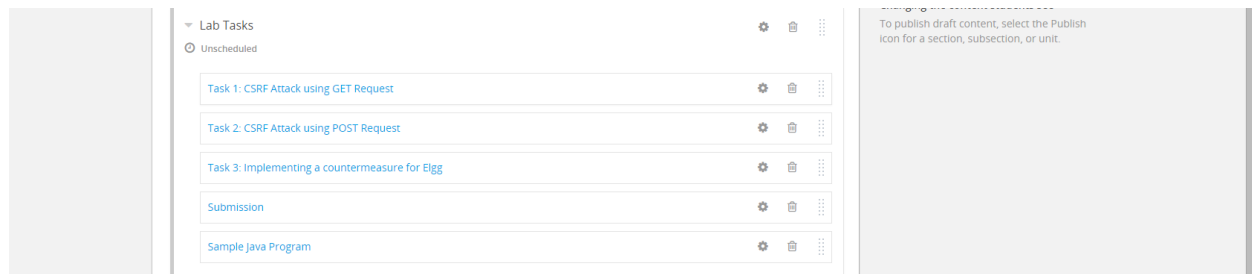 Lab Tasks
Unscheduled
Task 1: CSRF Attack using GET Request
Task 2: CSRF Attack using POST Request
Task 3: Implementing a countermeasure for Elgg
Submission
Sample Java Program
To publish draft content, select the Publish
icon for a section, subsection, or unit.